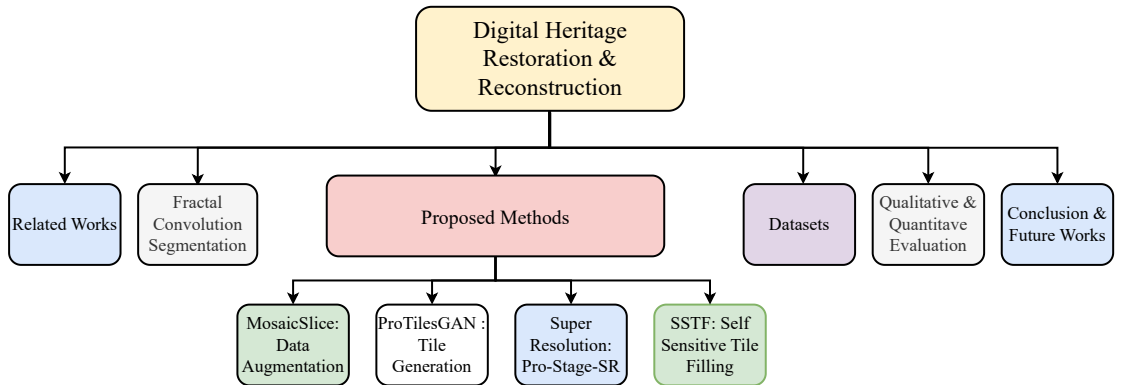 Digital Heritage
Restoration &
Reconstruction
Related Works
Fractal
Convolution
Segmentation
Proposed Methods
Datasets
Qualitative &
Quantitave
Evaluation
Conclusion &
Future Works
MosaicSlice:
Data
Augmentation
ProTilesGAN :
Tile
Generation
Super
Resolution:
Pro-Stage-SR
SSTF: Self
Sensitive Tile
Filling